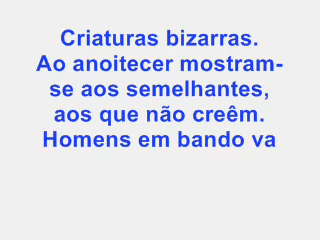 Criaturas bizarras.
Ao anoitecer mostram-
se aos semelhantes,
aos que não creêm.
Homens em bando va